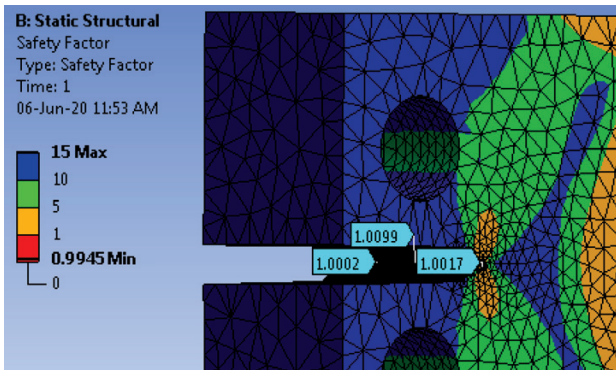 B: Static Structural
Safety Factor
Type: Safety Factor
Time: 1
06-Jun-20 11:53 AM
15 Max
10
5
1
0.9945 Min
0
1.0099
1.0002
1.0017